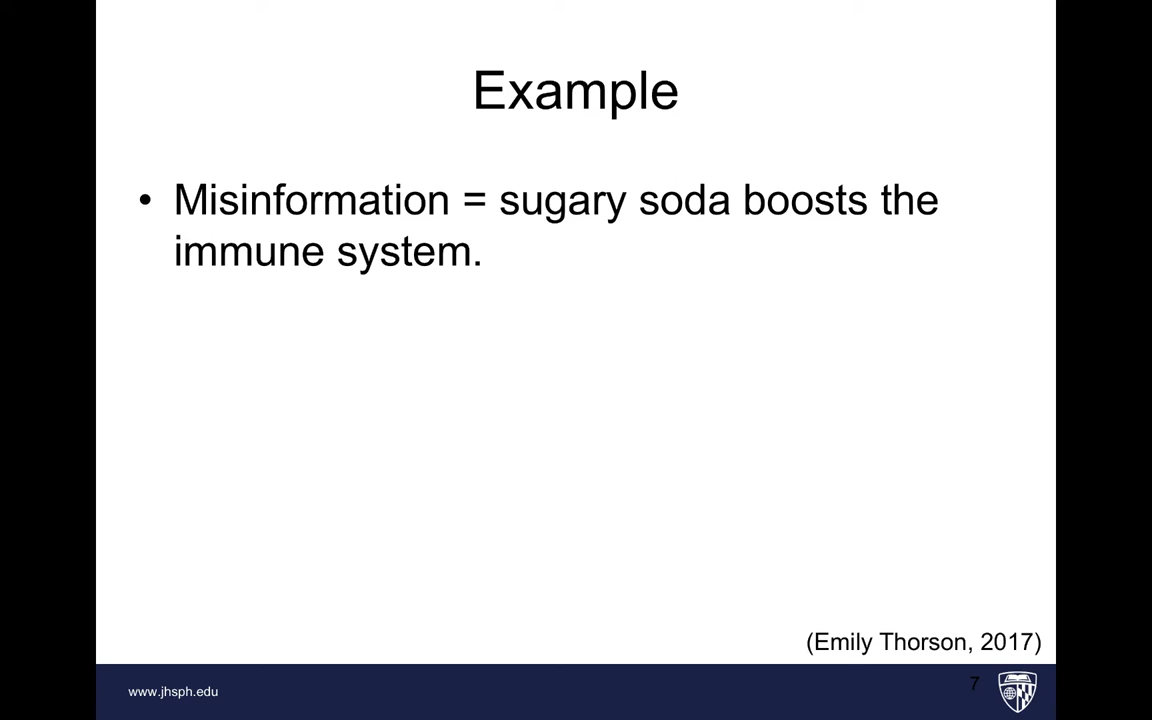 Example
• Misinformation = sugary soda boosts the
immune system.
(Emily Thorson, 2017)
www.jhsph.edu
7